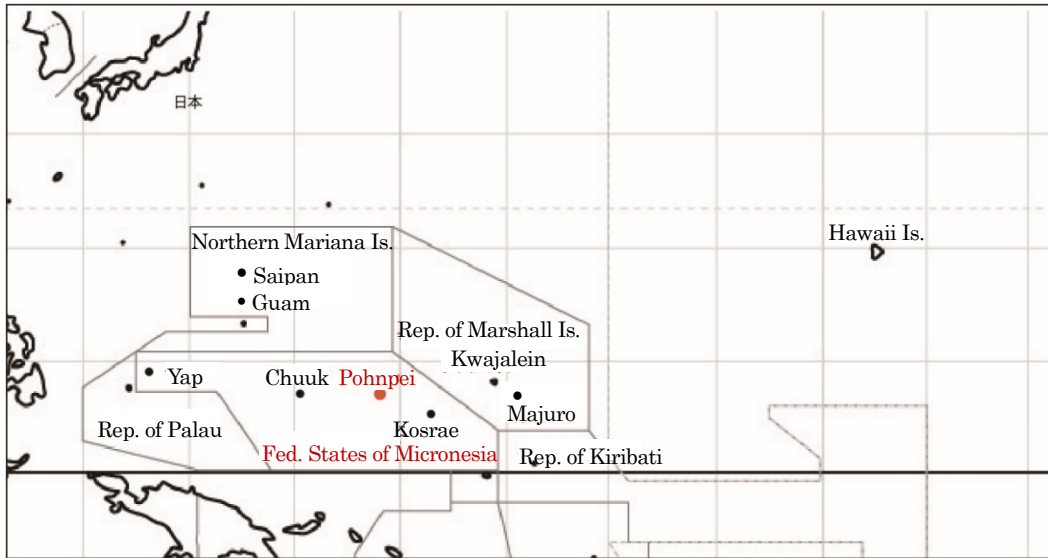 日本
Hawaii Is.
Northern Mariana Is.
Saipan
Guam
Rep. of Marshall Is.
Kwajalein
Yap
Chuuk
Pohnpei
Majuro
Kosrae
Rep. of Palau
Fed. States of Micronesia
Rep. of Kiribati